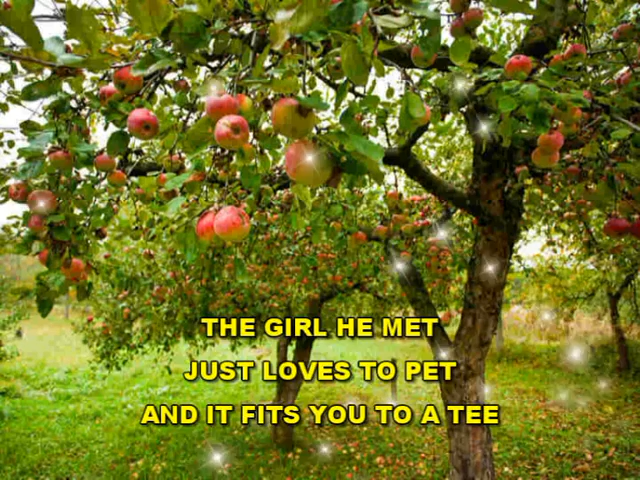 THE GIRL HE MET
JUST LOVES TO PET
AND IT FITS YOU TO A TEE